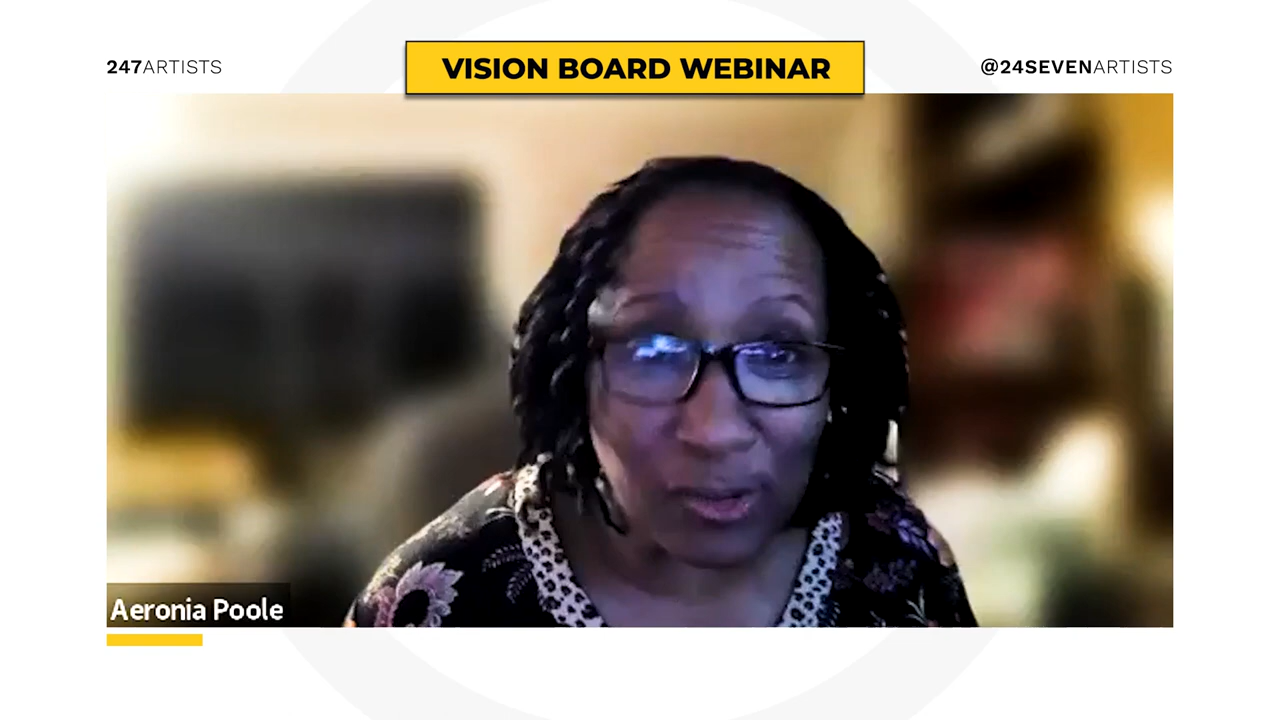 247ARTISTS
VISION BOARD WEBINAR
@24SEVENARTISTS
Aeronia Poole